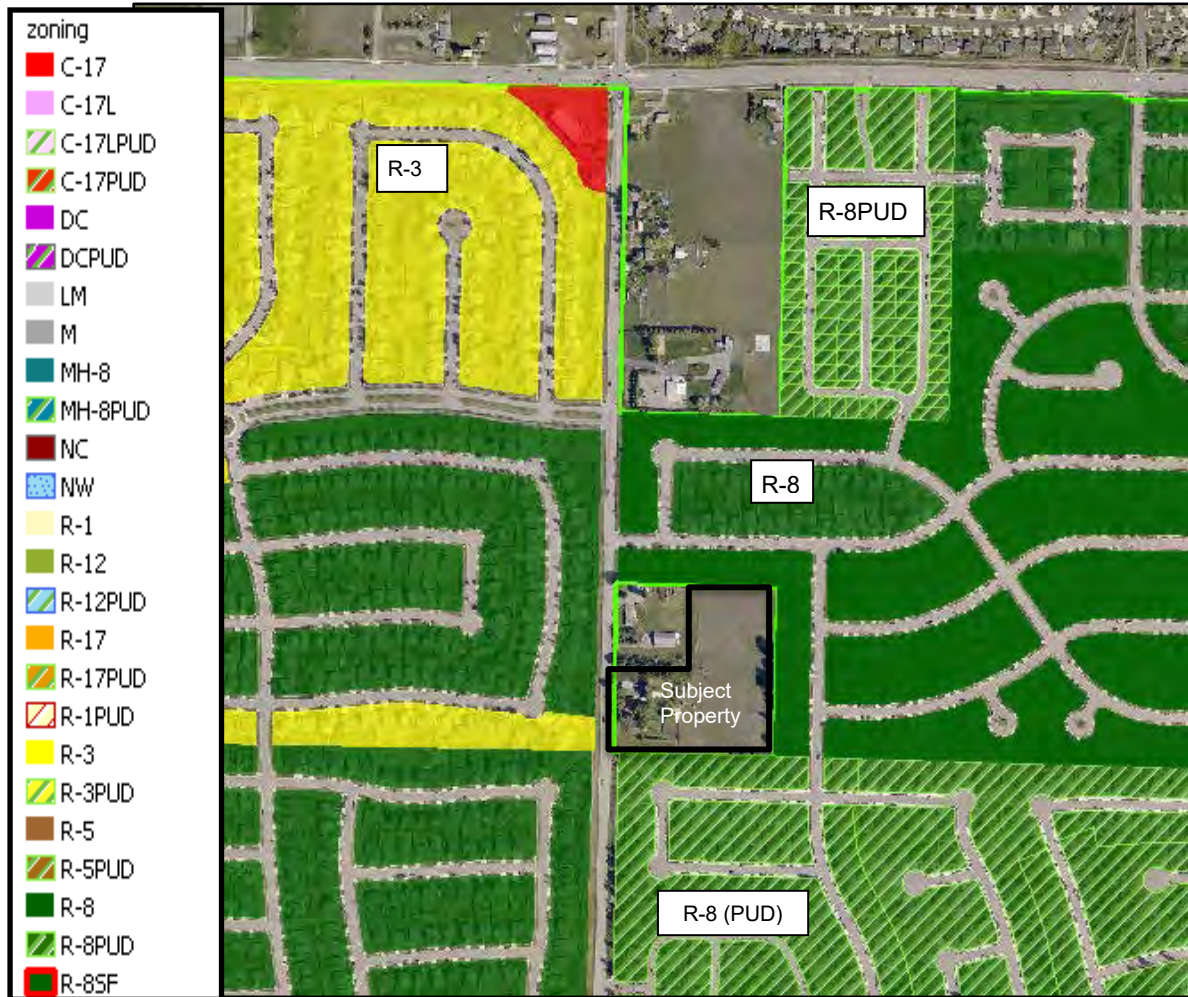 zoning
C-17
C-17L
C-17LPUD
C-17PUD
DC
DCPUD
LM
M
MH-8
MH-8PUD
NC
NW
R-1
R-12
R-12PUD
R-17
R-17PUD
R-1PUD
R-3
R-3PUD
R-5
R-5PUD
R-8
R-8PUD
R-8SF
R-3
R-8PUD
R-8
Subject
Property
R-8 (PUD)